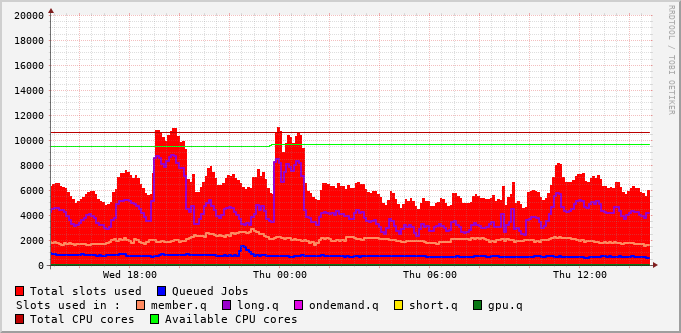 RRDTOOL / TOBI OETIKER
20000
18000
16000
14000
12000
10000
8000
6000
4000
2000
0
Wed 18:00 Thu 00:00 Thu 06:00 Thu 12:00
Total slots used Queued Jobs
Slots used in : member.q long.q ondemand.q short.q gpu.q
Total CPU cores Available CPU cores